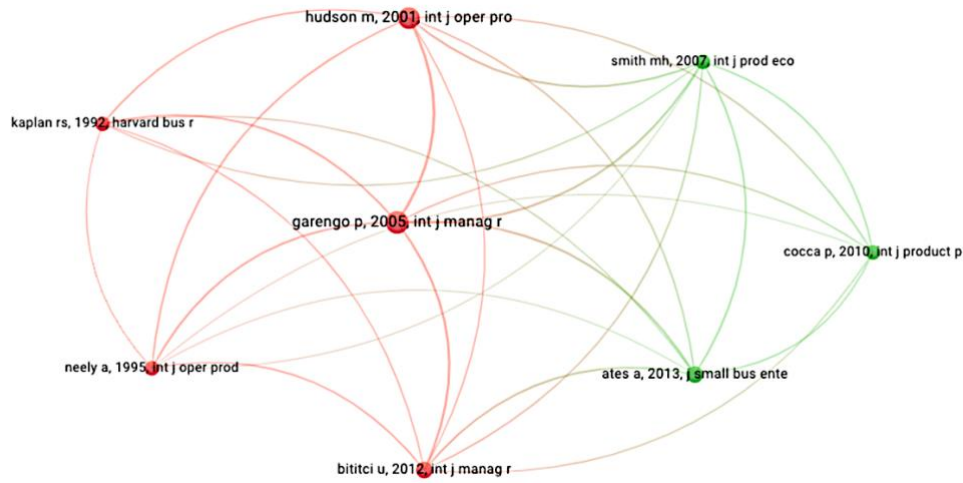 hudson m, 2001, int j oper pro
smith mh, 2007, int j prod eco
kaplan rs, 1992, harvard bus r
garengo p, 2005, int j manag r
cocca p, 2010, int j product p
neely a, 1995, int j oper prod
ates a, 2013, j small bus ente
bititci u, 2012, int j manag r